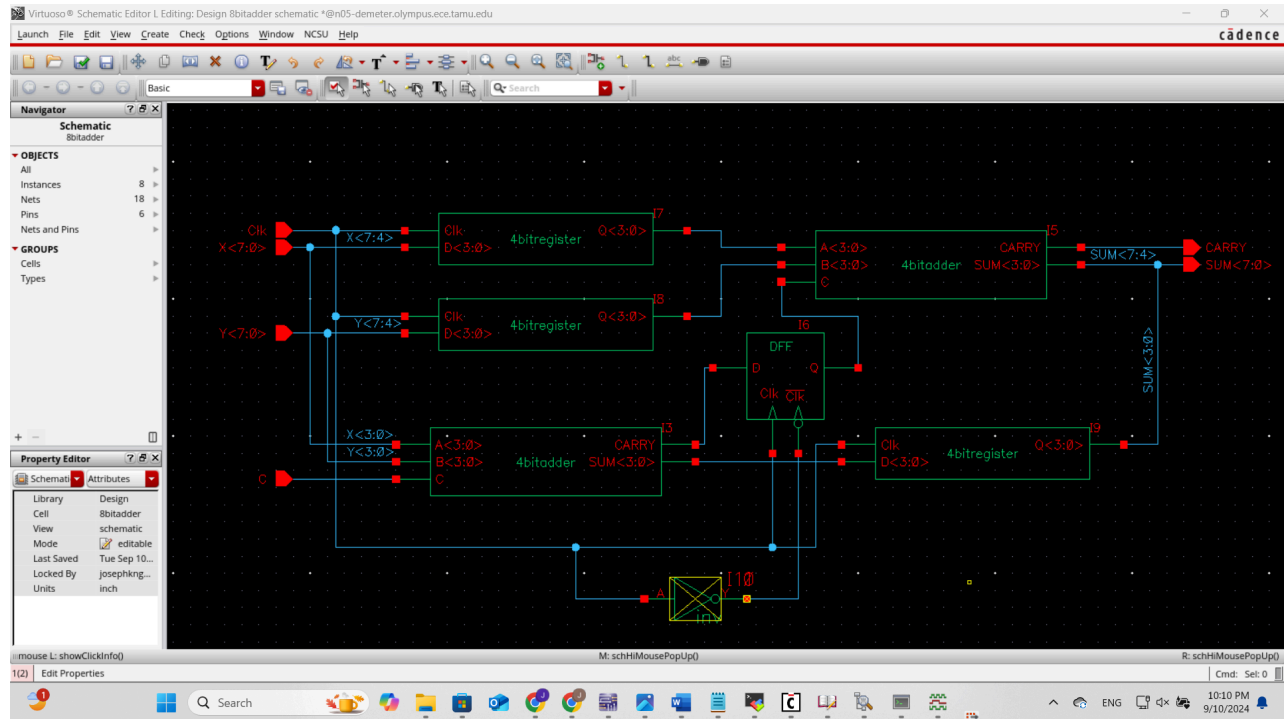 Virtuoso® Schematic Editor L Editing: Design 8bitadder schematic *@n05-demeter.olympus.ece.tamu.edu
Launch File Edit View Create Check Options Window NCSU Help
cādence
Basic
Search
Navigator
Schematic
8bitadder
OBJECTS
All
Instances 8
Nets 18
Pins 6
Nets and Pins
GROUPS
Cells
Types
Property Editor
Schemati Attributes
Library Design
Cell 8bitadder
View schematic
Mode editable
Last Saved Tue Sep 10...
Locked By josephkng...
Units inch
Clk
X<7:0>
X<7:4>
Clk
D<3:0>
4bitregister
Q<3:0>
I7
Y<7:0>
Y<7:4>
Clk
D<3:0>
4bitregister
Q<3:0>
I8
A<3:0>
B<3:0>
C
4bitadder
CARRY
SUM<3:0>
I5
SUM<7:4>
CARRY
SUM<7:0>
I6
DFF
D
Q
Clk
Clk
SUM<3:0>
C
X<3:0>
Y<3:0>
A<3:0>
B<3:0>
C
4bitadder
CARRY
SUM<3:0>
I3
Clk
D<3:0>
4bitregister
Q<3:0>
I9
A
Y
I10
inv
mouse L: showClickInfo() M: schHiMousePopUp() R: schHiMousePopUp()
1(2) Edit Properties Cmd: Sel: 0
1
Search
ENG
10:10 PM
9/10/2024